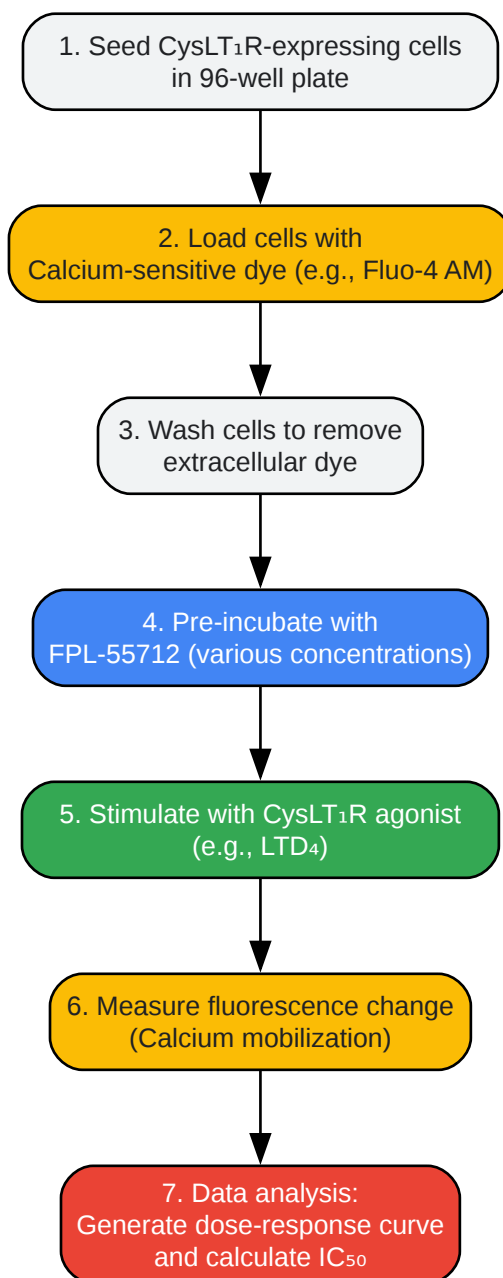 1. Seed CysLT₁R-expressing cells
in 96-well plate
2. Load cells with
Calcium-sensitive dye (e.g., Fluo-4 AM)
3. Wash cells to remove
extracellular dye
4. Pre-incubate with
FPL-55712 (various concentrations)
5. Stimulate with CysLT₁R agonist
(e.g., LTD₄)
6. Measure fluorescence change
(Calcium mobilization)
7. Data analysis:
Generate dose-response curve
and calculate IC₅₀